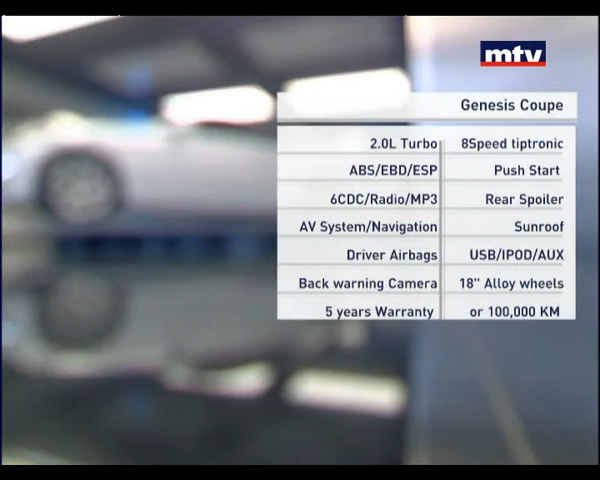 mtv
Genesis Coupe
2.0L Turbo 8Speed tiptronic
ABS/EBD/ESP Push Start
6CDC/Radio/MP3 Rear Spoiler
AV System/Navigation Sunroof
Driver Airbags USB/IPOD/AUX
Back warning Camera 18" Alloy wheels
5 years Warranty or 100,000 KM